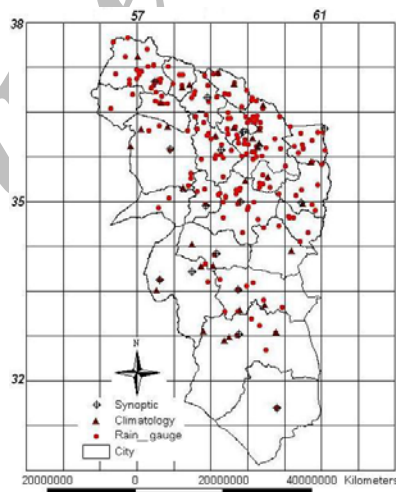 57 61
38
35
32
N
Synoptic
Climatology
Rain_gauge
City
20000000 0 20000000 40000000 Kilometers